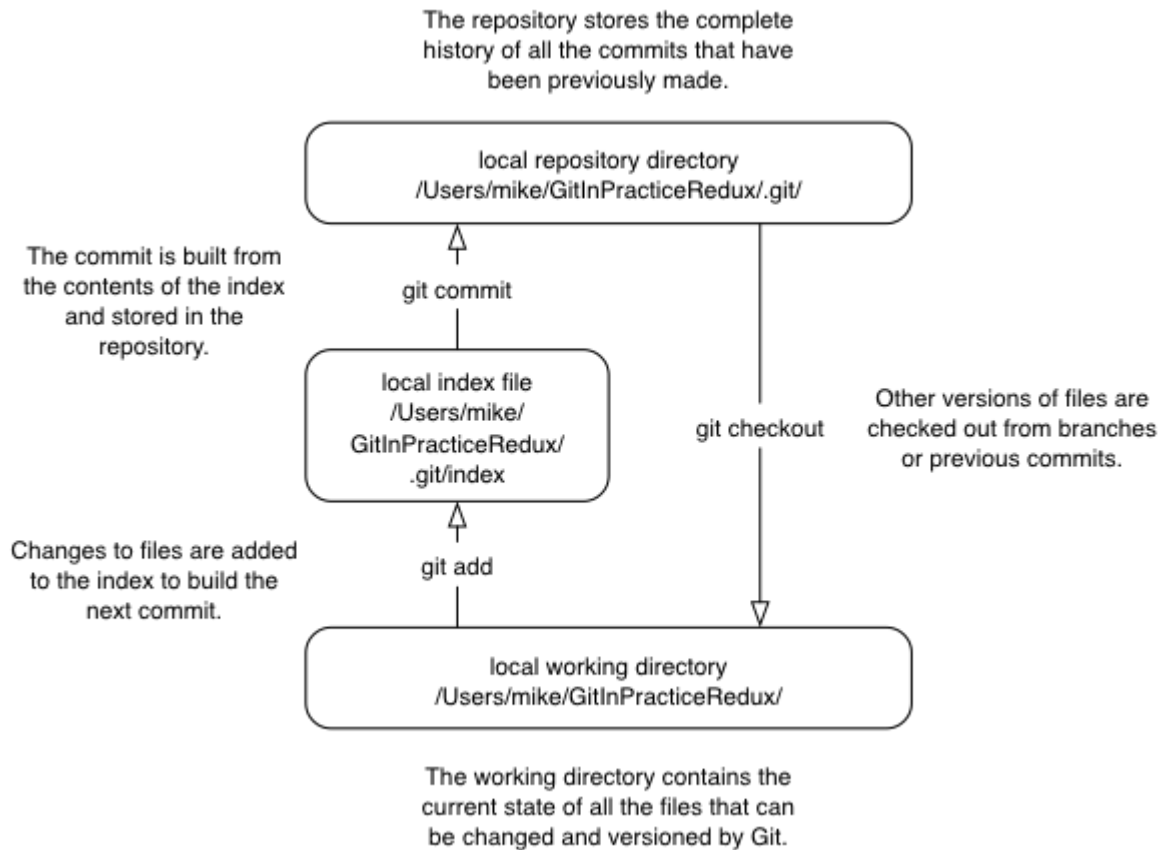 The repository stores the complete
history of all the commits that have
been previously made.
local repository directory
/Users/mike/GitInPracticeRedux/.git/
The commit is built from
the contents of the index
and stored in the
repository.
git commit
local index file
/Users/mike/
GitInPracticeRedux/
.git/index
git checkout
Other versions of files are
checked out from branches
or previous commits.
Changes to files are added
to the index to build the
next commit.
git add
local working directory
/Users/mike/GitInPracticeRedux/
The working directory contains the
current state of all the files that can
be changed and versioned by Git.